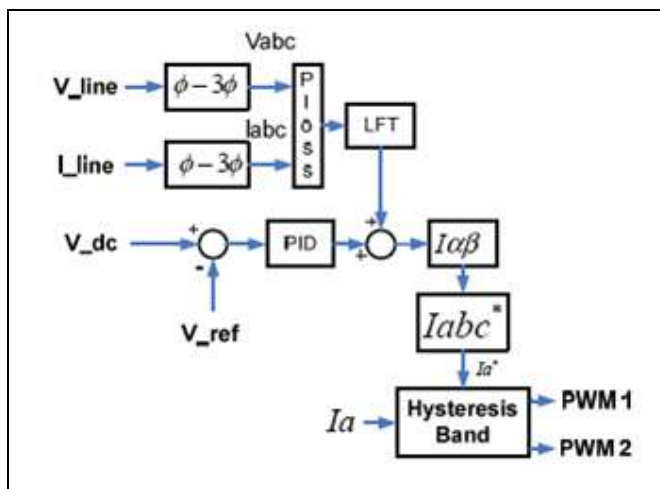 Vabc
V_line
ϕ − 3ϕ
P l o s s
LFT
Iabc
I_line
ϕ − 3ϕ
+
+
V_dc
+
-
PID
Iαβ
V_ref
Iabc*
Ia*
Ia
Hysteresis
Band
PWM 1
PWM 2